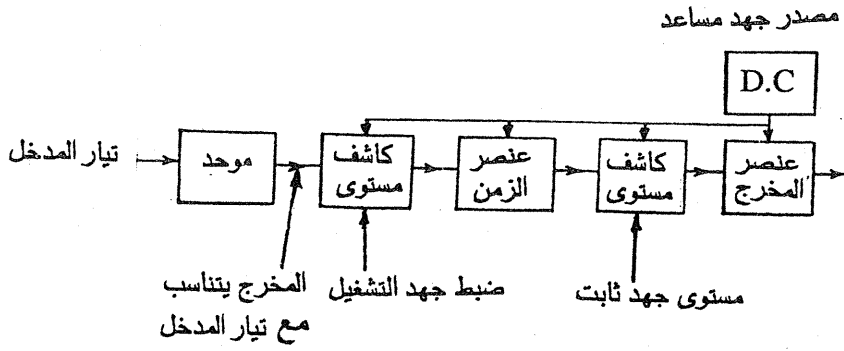 مصدر جهد مساعد
D.C
تيار المدخل
موحد
كاشف
مستوى
عنصر
الزمن
كاشف
مستوى
عنصر
المخرج
المخرج يتناسب
مع تيار المدخل
ضبط جهد التشغيل
مستوى جهد ثابت